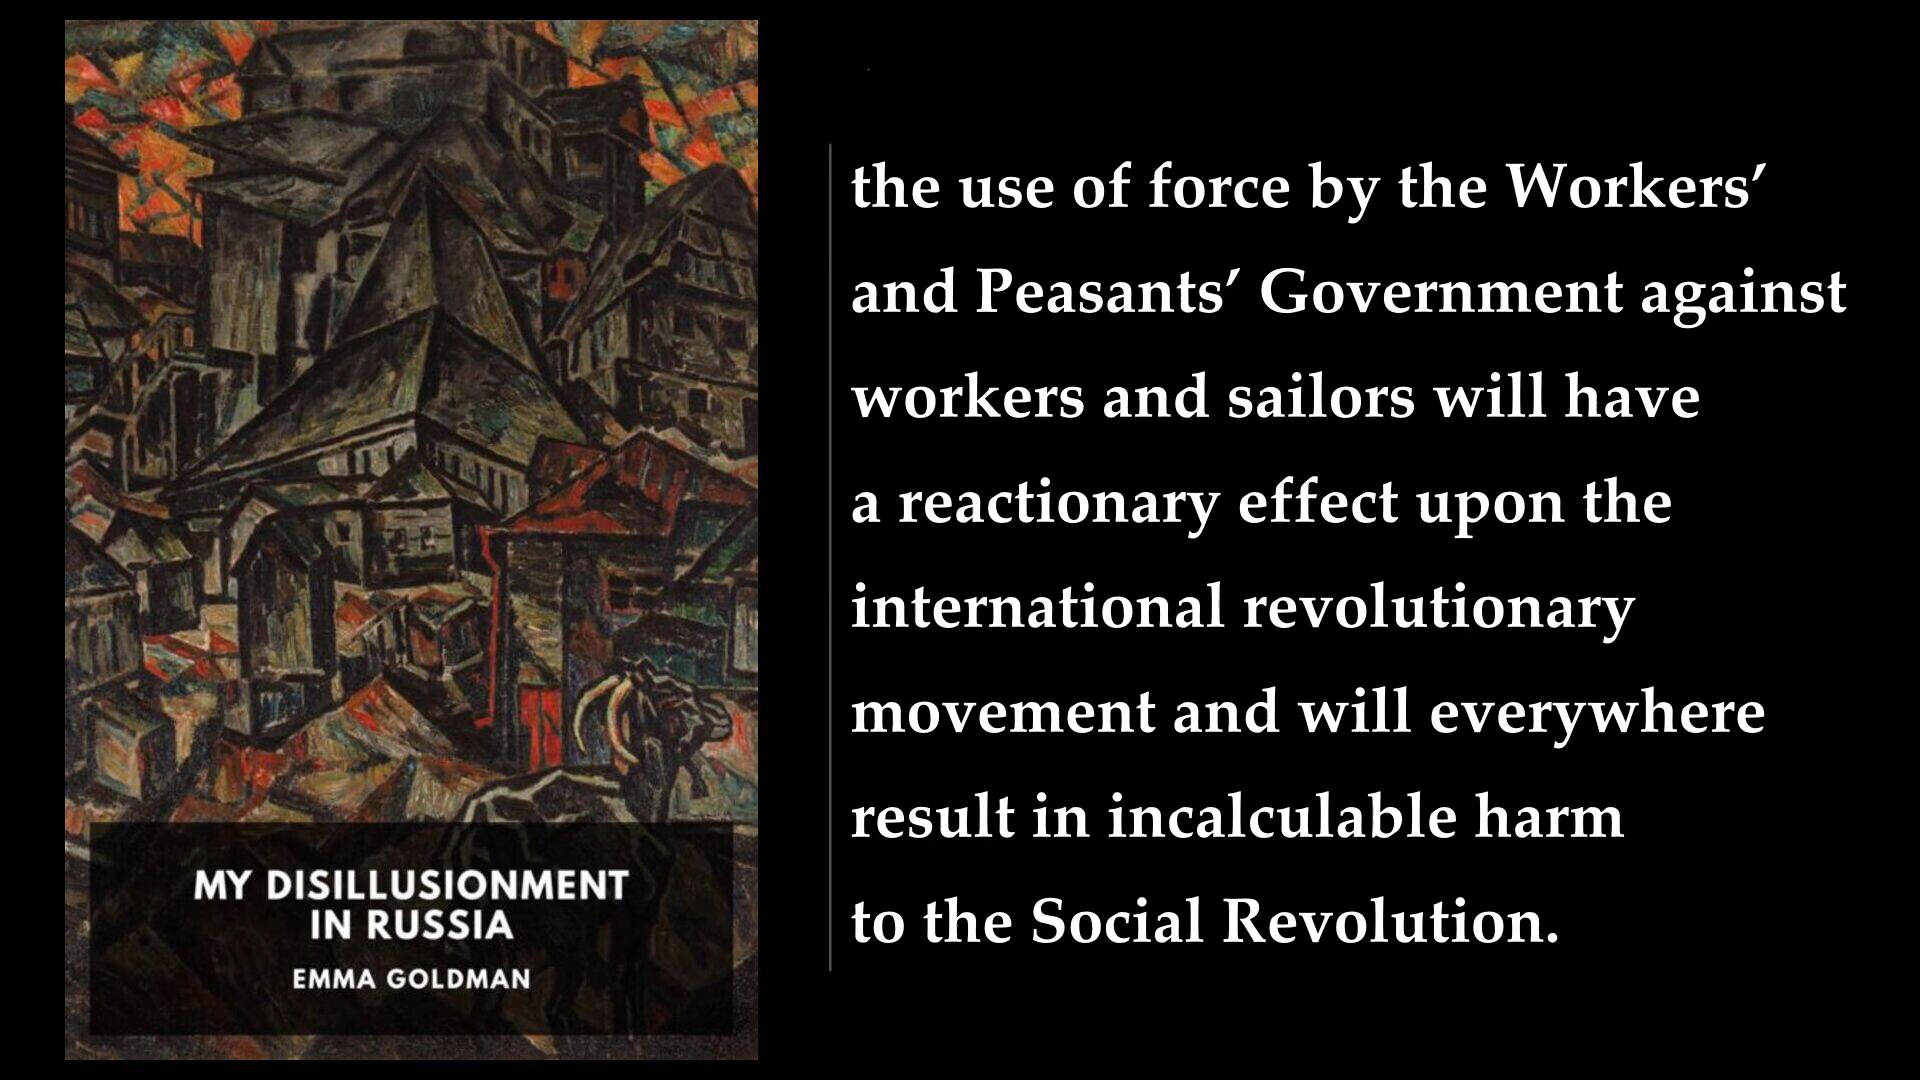 MY DISILLUSIONMENT
IN RUSSIA
EMMA GOLDMAN
the use of force by the Workers’
and Peasants’ Government against
workers and sailors will have
a reactionary effect upon the
international revolutionary
movement and will everywhere
result in incalculable harm
to the Social Revolution.